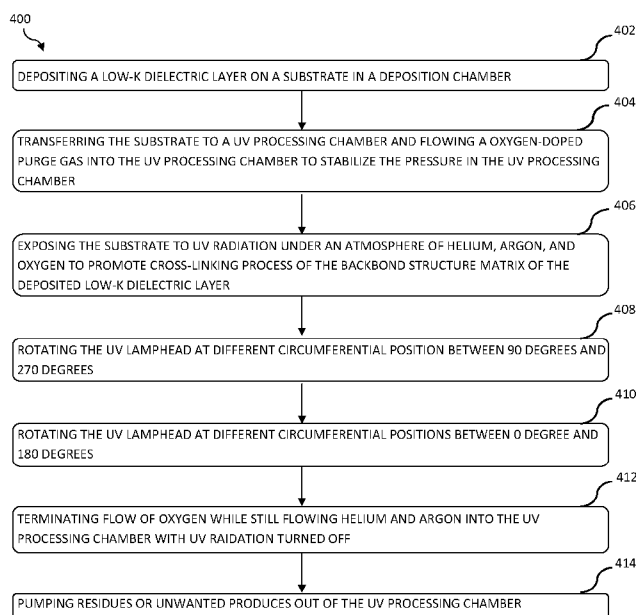 400
402
DEPOSITING A LOW-K DIELECTRIC LAYER ON A SUBSTRATE IN A DEPOSITION CHAMBER
404
TRANSFERRING THE SUBSTRATE TO A UV PROCESSING CHAMBER AND FLOWING A OXYGEN-DOPED
PURGE GAS INTO THE UV PROCESSING CHAMBER TO STABILIZE THE PRESSURE IN THE UV PROCESSING
CHAMBER
406
EXPOSING THE SUBSTRATE TO UV RADIATION UNDER AN ATMOSPHERE OF HELIUM, ARGON, AND
OXYGEN TO PROMOTE CROSS-LINKING PROCESS OF THE BACKBOND STRUCTURE MATRIX OF THE
DEPOSITED LOW-K DIELECTRIC LAYER
408
ROTATING THE UV LAMPHEAD AT DIFFERENT CIRCUMFERENTIAL POSITION BETWEEN 90 DEGREES AND
270 DEGREES
410
ROTATING THE UV LAMPHEAD AT DIFFERENT CIRCUMFERENTIAL POSITIONS BETWEEN 0 DEGREE AND
180 DEGREES
412
TERMINATING FLOW OF OXYGEN WHILE STILL FLOWING HELIUM AND ARGON INTO THE UV
PROCESSING CHAMBER WITH UV RAIDATION TURNED OFF
414
PUMPING RESIDUES OR UNWANTED PRODUCES OUT OF THE UV PROCESSING CHAMBER